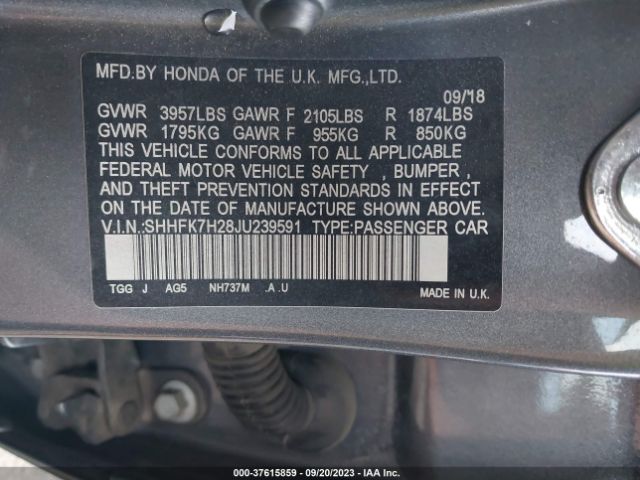 MFD.BY HONDA OF THE U.K. MFG.,LTD.
09/18
GVWR 3957LBS GAWR F 2105LBS R 1874LBS
GVWR 1795KG GAWR F 955KG R 850KG
THIS VEHICLE CONFORMS TO ALL APPLICABLE
FEDERAL MOTOR VEHICLE SAFETY , BUMPER ,
AND THEFT PREVENTION STANDARDS IN EFFECT
ON THE DATE OF MANUFACTURE SHOWN ABOVE.
V.I.N.:SHHFK7H28JU239591 TYPE:PASSENGER CAR
TGG J AG5 NH737M .A.U MADE IN U.K.
000-37615859 - 09/20/2023 - IAA Inc.